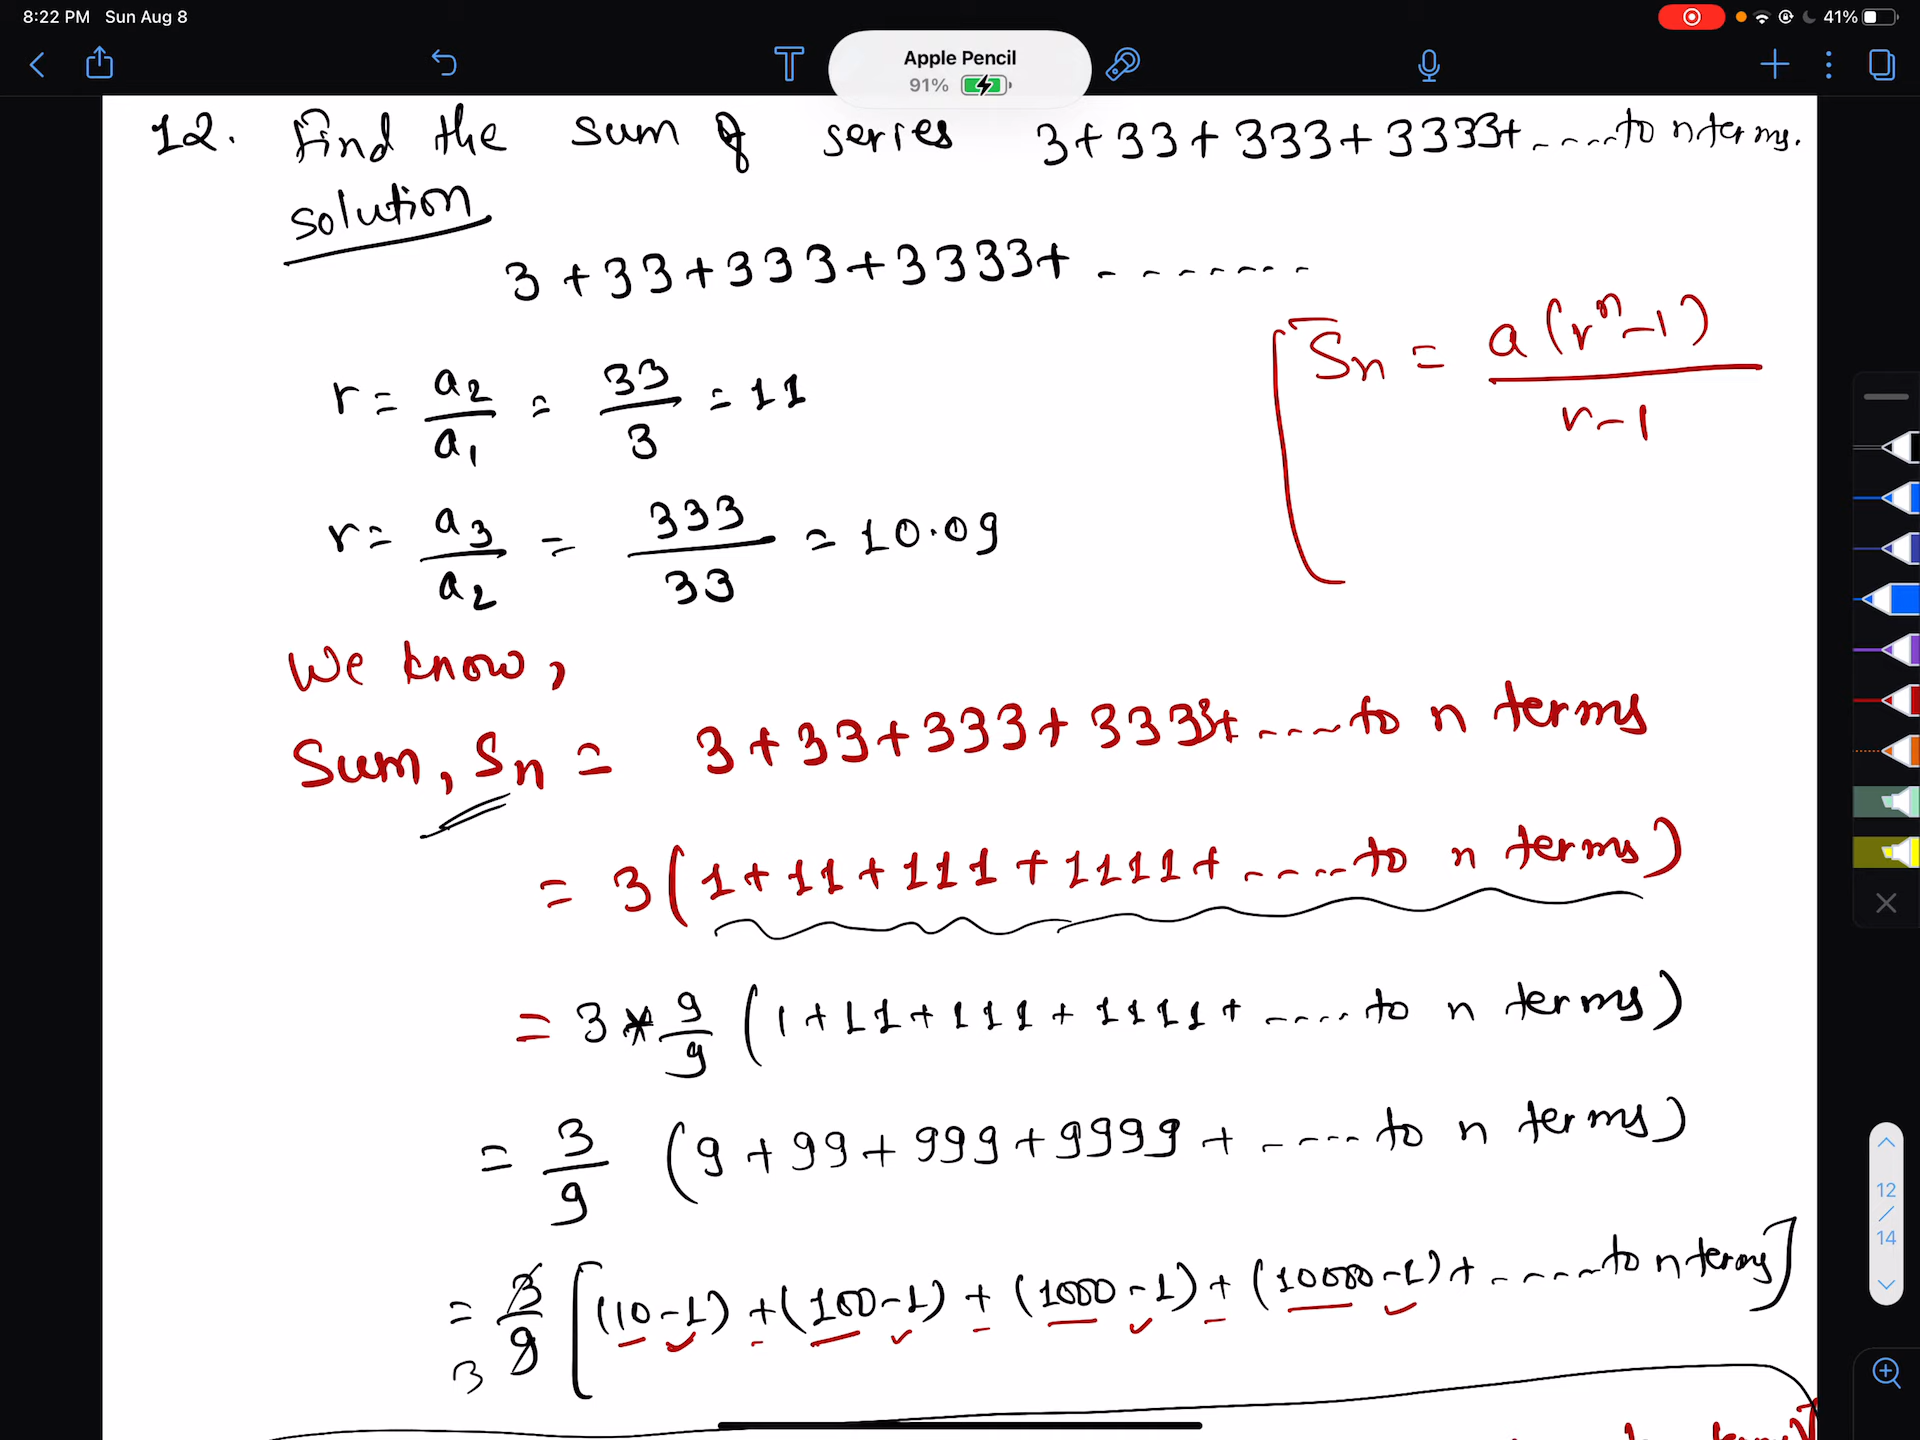 8:22 PM Sun Aug 8
41%
Apple Pencil
91%
12. Find the sum of series 3+33+333+3333+ ----- to n terms.
solution
3+33+333+3333+ -------
r = a2/a1 = 33/3 = 11
Sn = a(r^n-1)/r-1
r = a3/a2 = 333/33 = 10.09
We know,
Sum, Sn = 3+33+333+3333+ ---- to n terms
= 3(1+11+111+1111+ ---- to n terms)
= 3*9/9 (1+11+111+1111+ ---- to n terms)
= 3/9 (9+99+999+9999+ ---- to n terms)
= 3/9 [(10-1)+(100-1)+(1000-1)+(10000-1)+ ---- to n terms]
3
12
/
14